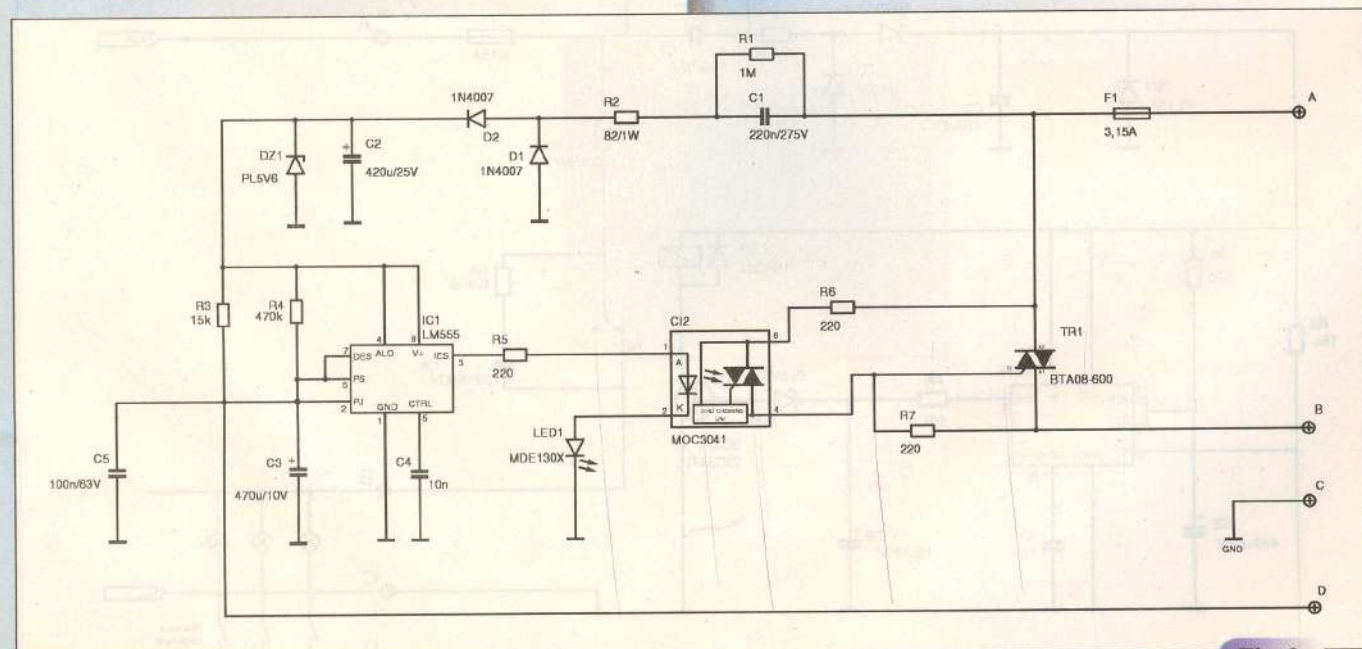 R1
1M
C1
220n/275V
R2
82/1W
1N4007
D2
D1
1N4007
F1
3,15A
A
DZ1
PL5V6
C2
+
420u/25V
R3
15k
R4
470k
IC1
LM555
7
DES
4
ALO
8
V+
IES
3
PS
2
PJ
GND
1
CTRL
5
R5
220
CI2
1
A
K
2
6
4
MOC3041
R6
220
TR1
BTA08-600
R7
220
B
LED1
MDE130X
C5
100n/63V
C3
+
470u/10V
C4
10n
C
GND
D